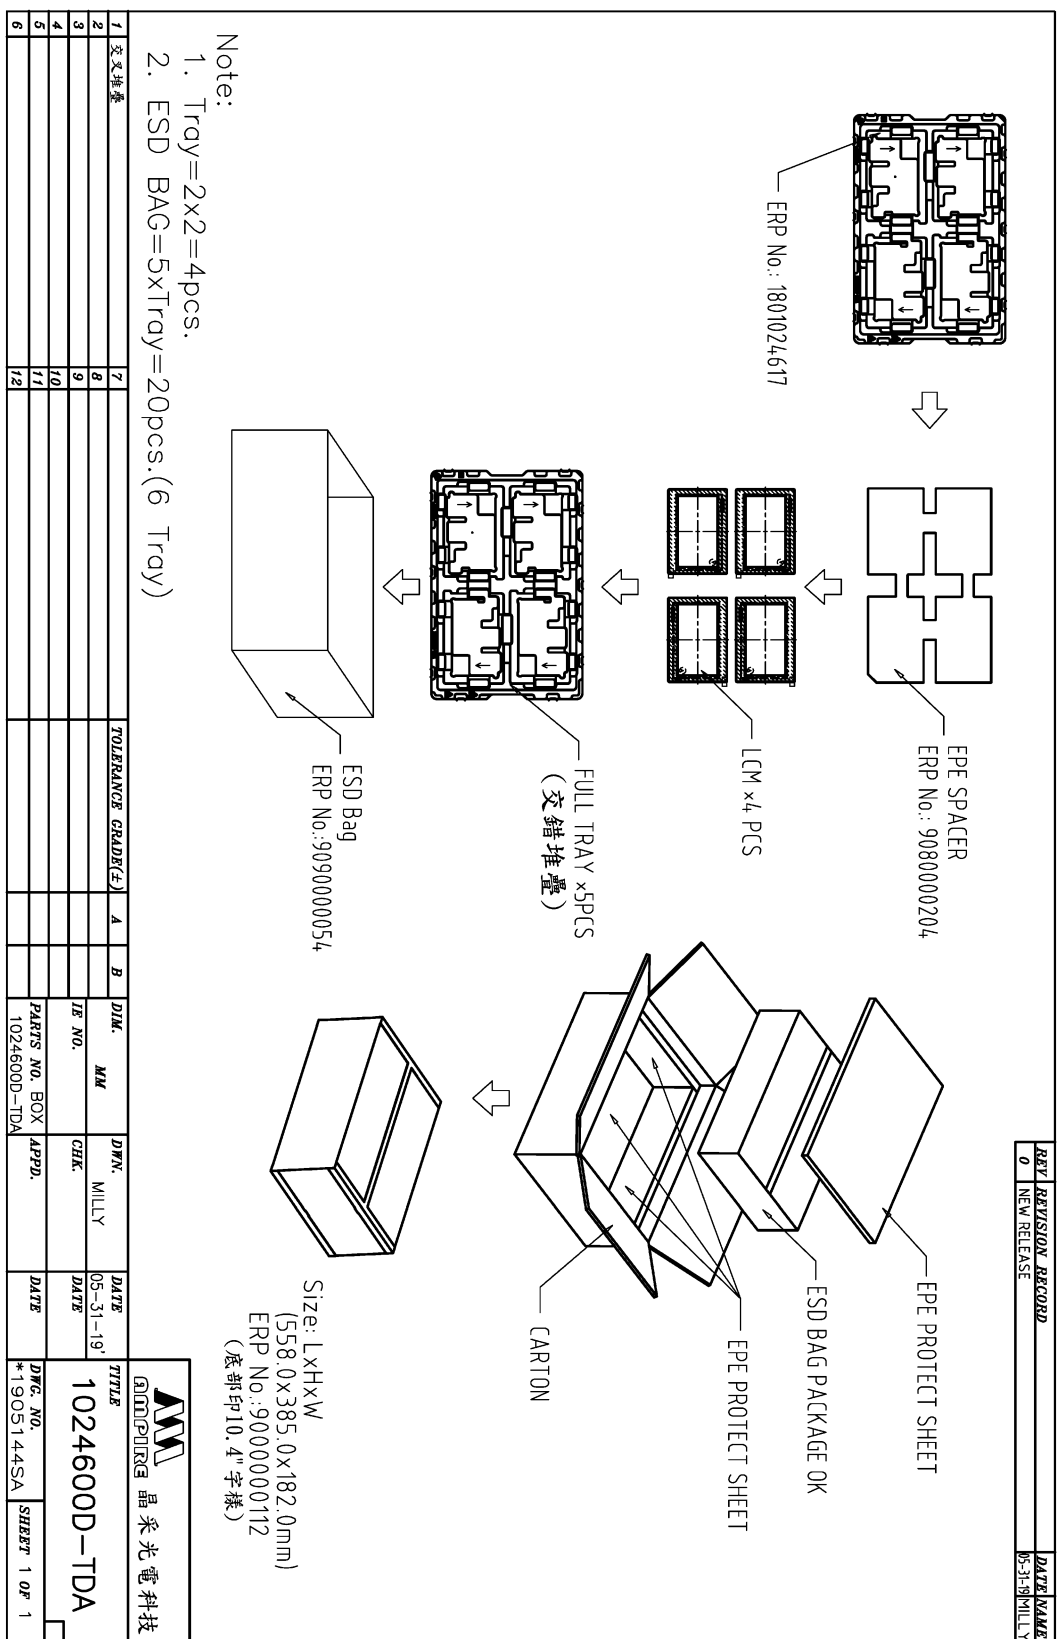 REV REVISION RECORD DATE NAME
0 NEW RELEASE 05-31-19 MILLY
ERP No.: 1801024617
EPE SPACER
ERP No.: 9080000204
LCM x4 PCS
FULL TRAY x5PCS
(交錯堆疊)
ESD Bag
ERP No.:9090000054
EPE PROTECT SHEET
ESD BAG PACKAGE OK
EPE PROTECT SHEET
CARTON
Size: LxHxW
(558.0x385.0x182.0mm)
ERP No.:9000000112
(底部印10.4"字樣)
Note:
1. Tray=2x2=4pcs.
2. ESD BAG=5xTray=20pcs.(6 Tray)
AMPIRE 晶采光電科技
1 交叉堆疊 7 TOLERANCE GRADE(±) A B
2 8
3 9
4 10
5 11
6 12
DIM. MM DWN. MILLY DATE 05-31-19'
IE NO. CHK. DATE
PARTS NO. BOX APPD. DATE
1024600D-TDA
TITLE
1024600D-TDA
DWG. NO. SHEET 1 OF 1
*1905144SA